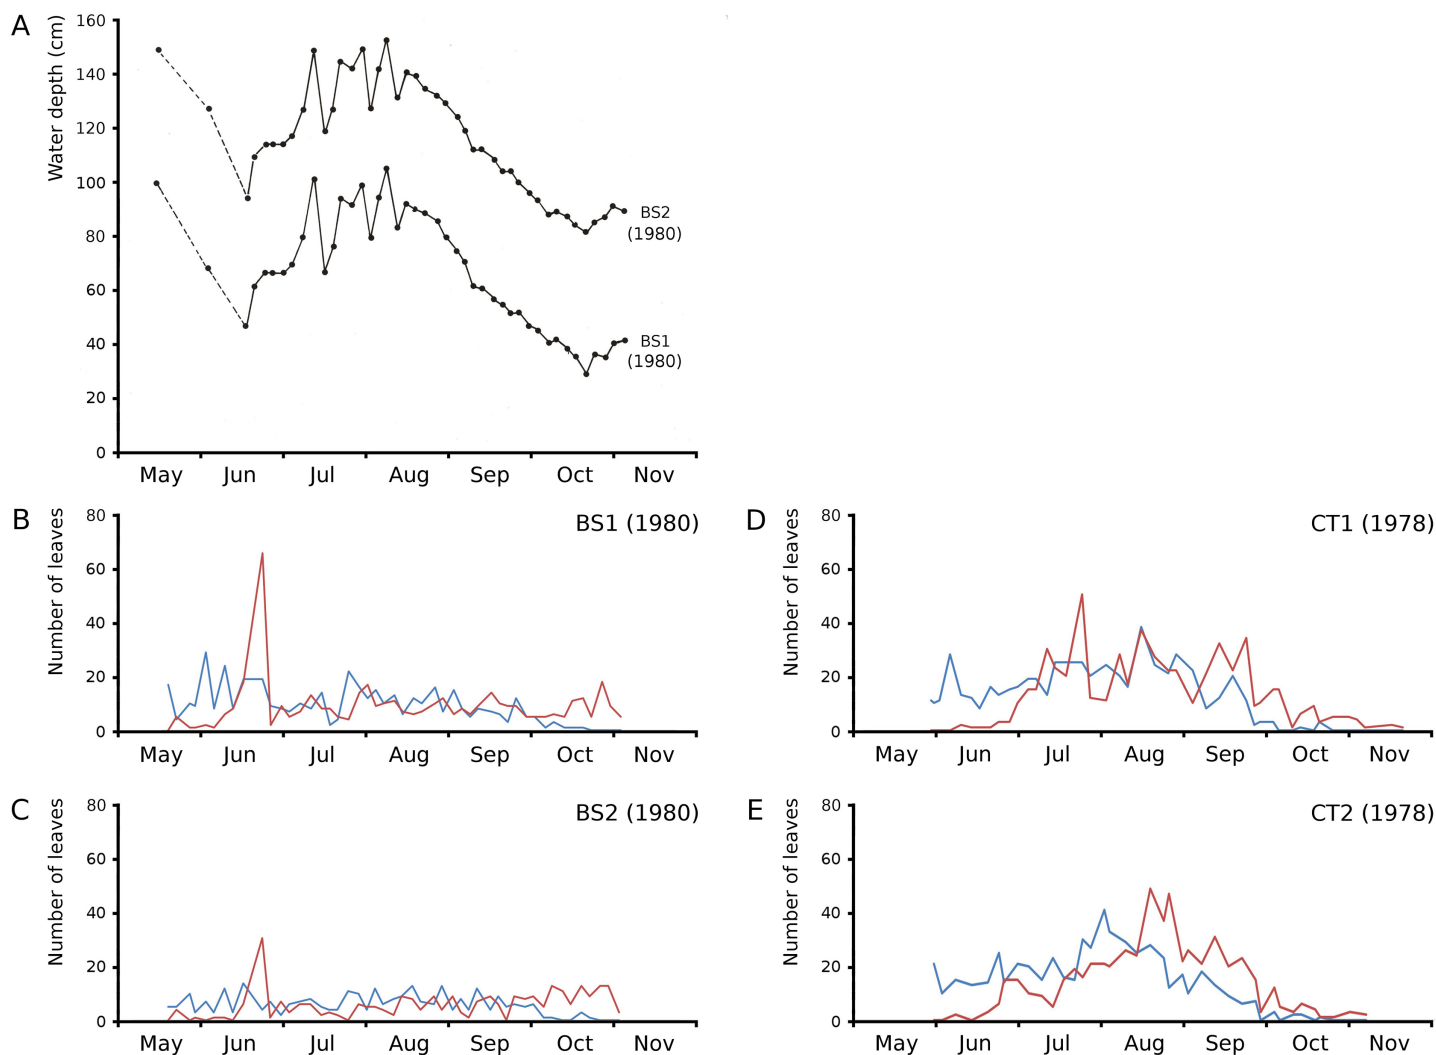 A
Water depth (cm)
160
140
120
100
80
60
40
20
0
BS2
(1980)
BS1
(1980)
May Jun Jul Aug Sep Oct Nov
B
BS1 (1980)
Number of leaves
80
60
40
20
0
May Jun Jul Aug Sep Oct Nov
D
CT1 (1978)
Number of leaves
80
60
40
20
0
May Jun Jul Aug Sep Oct Nov
C
BS2 (1980)
Number of leaves
80
60
40
20
0
May Jun Jul Aug Sep Oct Nov
E
CT2 (1978)
Number of leaves
80
60
40
20
0
May Jun Jul Aug Sep Oct Nov